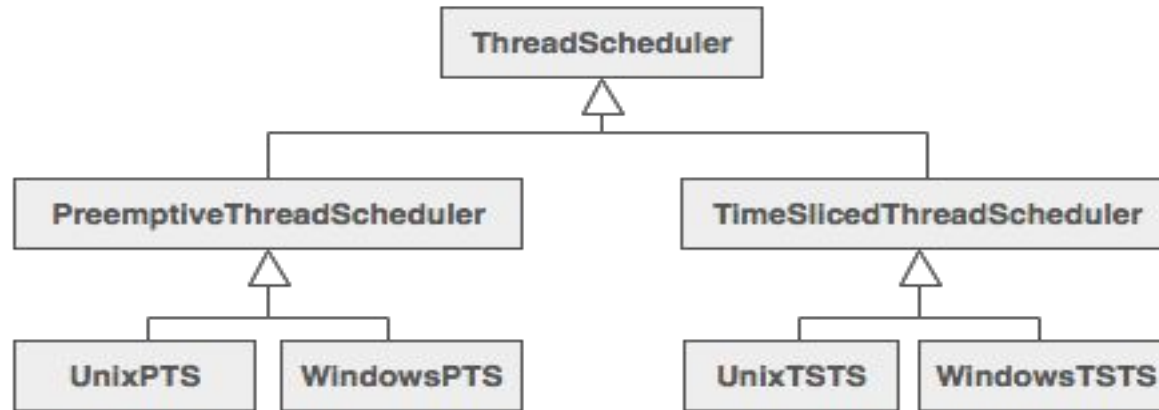 ThreadScheduler
PreemptiveThreadScheduler
TimeSlicedThreadScheduler
UnixPTS
WindowsPTS
UnixTSTS
WindowsTSTS